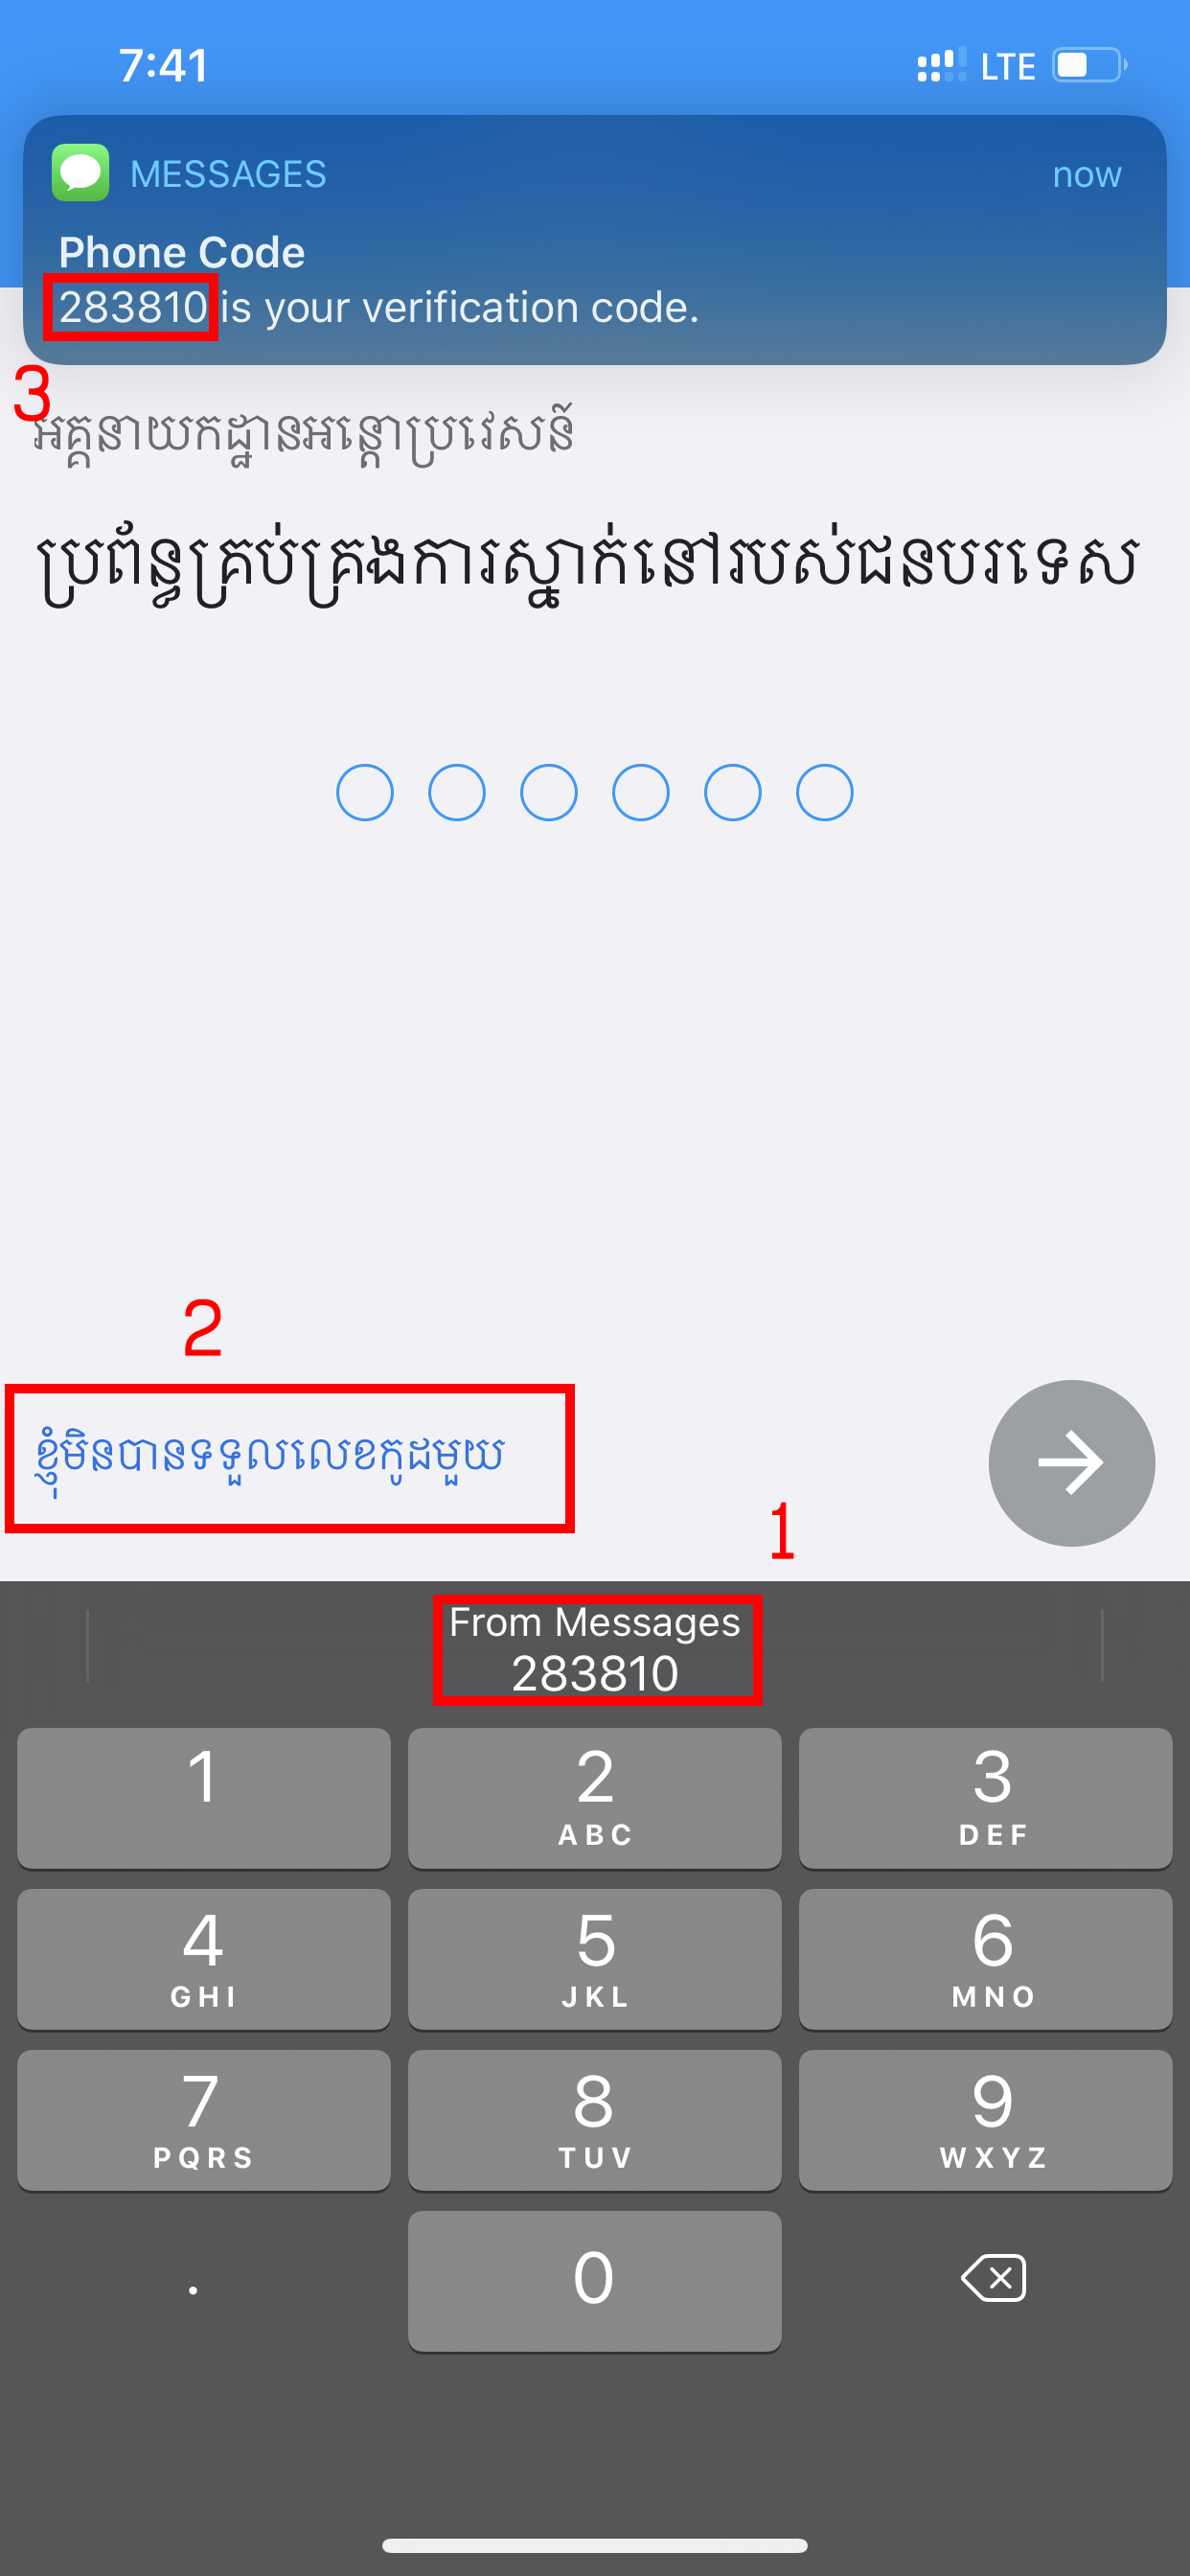 7:41
LTE
MESSAGES
now
Phone Code
283810 is your verification code.
3
អគ្គនាយកដ្ឋានអន្តោប្រវេសន៍
ប្រព័ន្ធគ្រប់គ្រងការស្នាក់នៅរបស់ជនបរទេស
2
ខ្ញុំមិនបានទទួលលេខកូដមួយ
1
From Messages
283810
1
2
3
ABC
DEF
4
5
6
GHI
JKL
MNO
7
8
9
PQRS
TUV
WXYZ
.
0